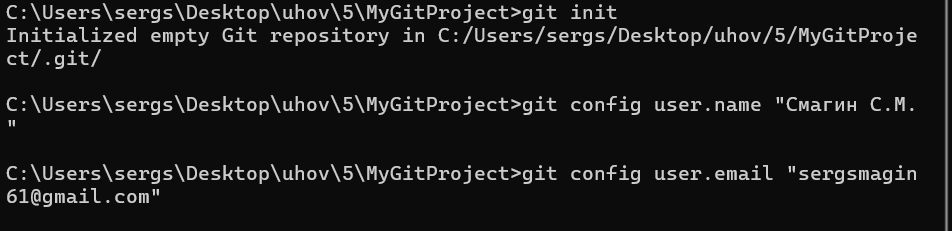 C:\Users\sergs\Desktop\uhov\5\MyGitProject>git init
Initialized empty Git repository in C:/Users/sergs/Desktop/uhov/5/MyGitProje
ct/.git/
C:\Users\sergs\Desktop\uhov\5\MyGitProject>git config user.name "Смагин С.М.
"
C:\Users\sergs\Desktop\uhov\5\MyGitProject>git config user.email "sergsmagin
61@gmail.com"